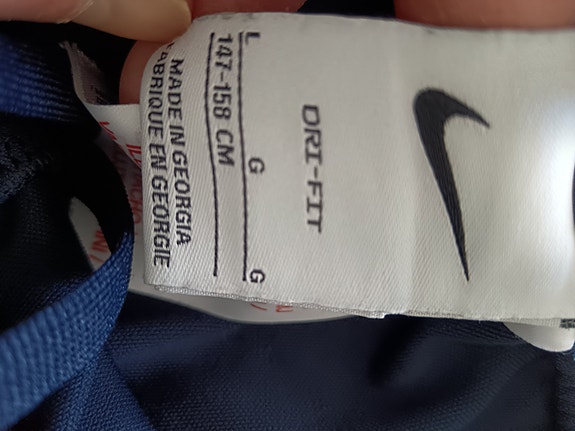 DRI-FIT
L G G
147-158 CM
MADE IN GEORGIA
FABRIQUE EN GEORGIE